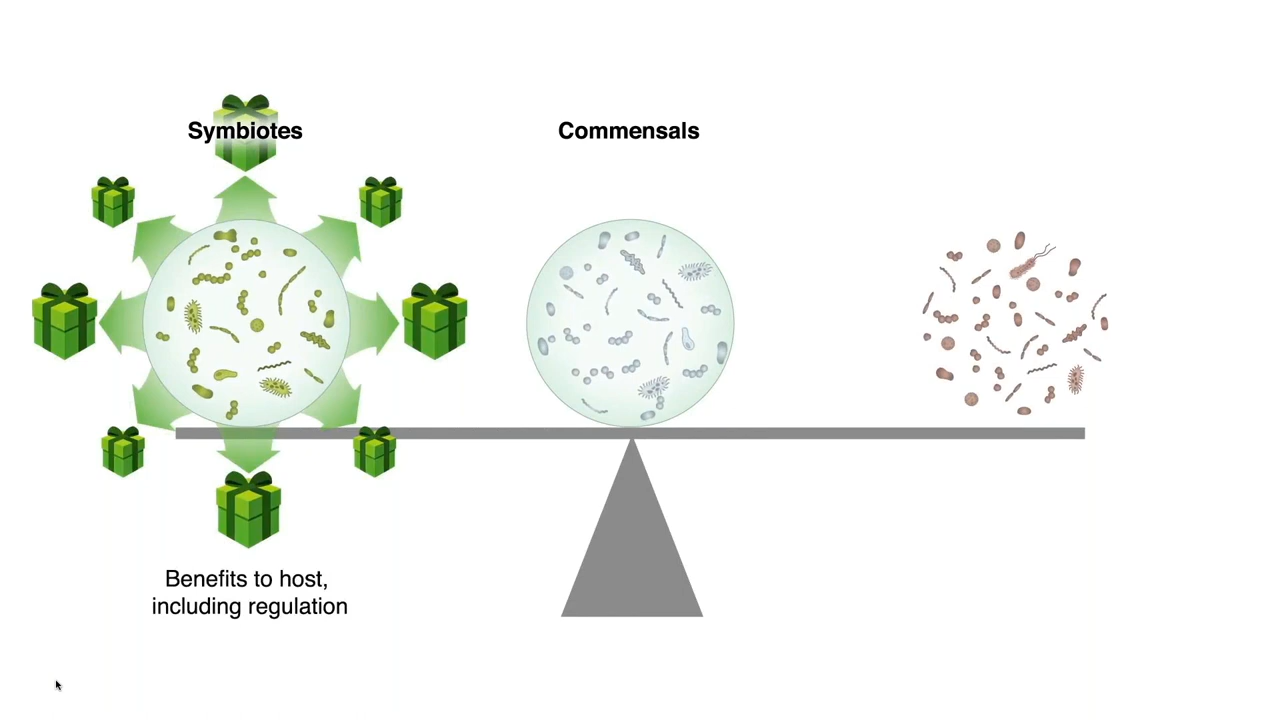 Symbiotes
Commensals
Benefits to host,
including regulation